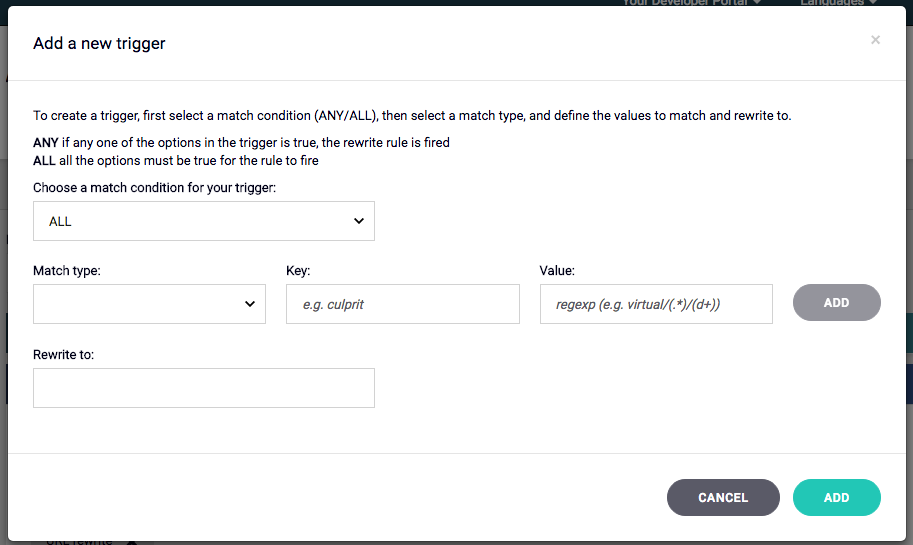 Your Developer Portal
Languages
Add a new trigger
×
To create a trigger, first select a match condition (ANY/ALL), then select a match type, and define the values to match and rewrite to.
ANY if any one of the options in the trigger is true, the rewrite rule is fired
ALL all the options must be true for the rule to fire
Choose a match condition for your trigger:
ALL
Match type: Key: Value:
e.g. culprit regexp (e.g. virtual/(.*)/(d+)) ADD
Rewrite to:
CANCEL ADD
URL rewrite